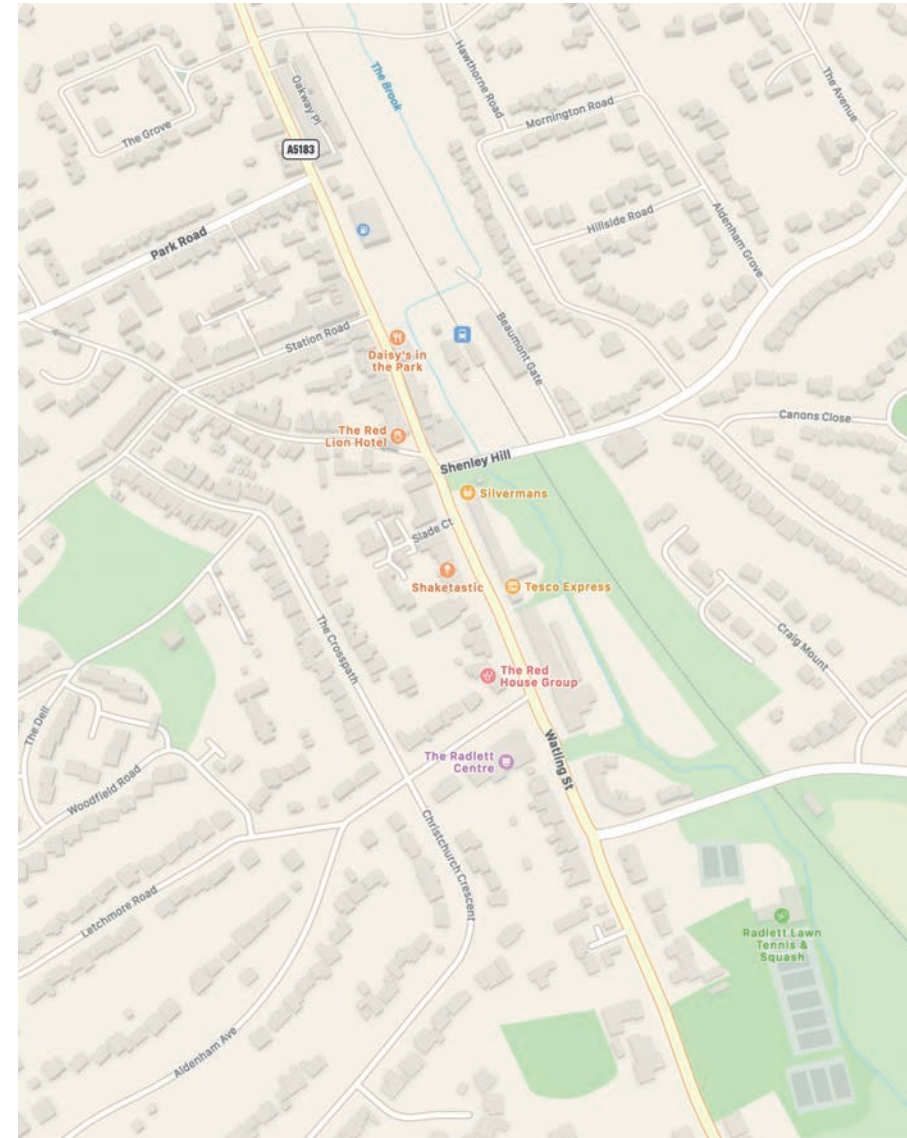 The Brook
Hawthorne Road
The Avenue
Oakway Pl
Mornington Road
The Grove
A5183
Hillside Road
Aldenham Grove
Park Road
Station Road
Beaumont Gate
Daisy's in
the Park
Canons Close
The Red
Lion Hotel
Shenley Hill
Silvermans
Slade Ct
Shaketastic
Tesco Express
The Crosspath
Craig Mount
The Red
House Group
The Dell
Watling St
The Radlett
Centre
Woodfield Road
Christchurch Crescent
Letchmore Road
Radlett Lawn
Tennis &
Squash
Aldenham Ave